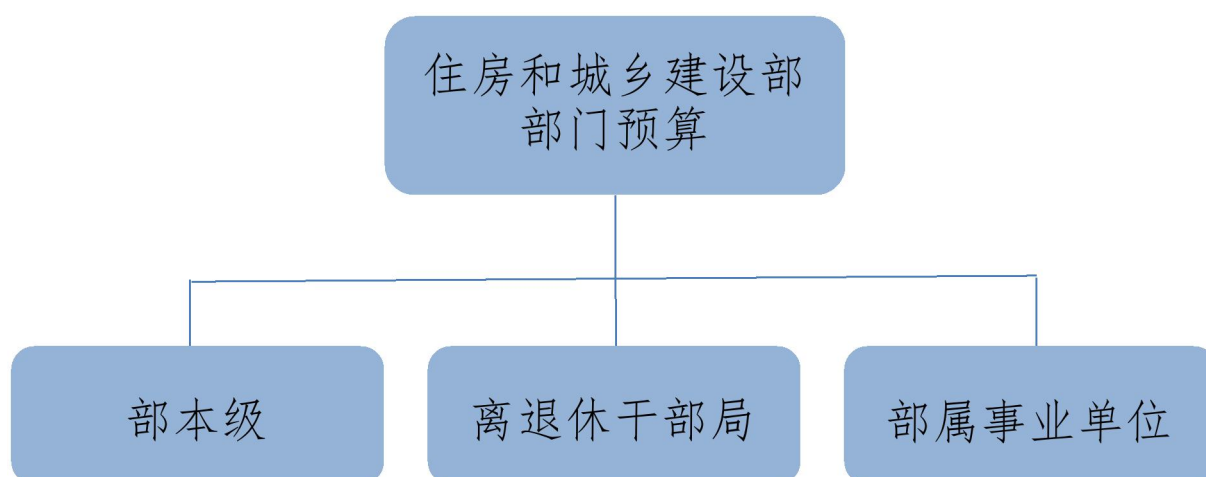 住房和城乡建设部
部门预算
部本级
离退休干部局
部属事业单位